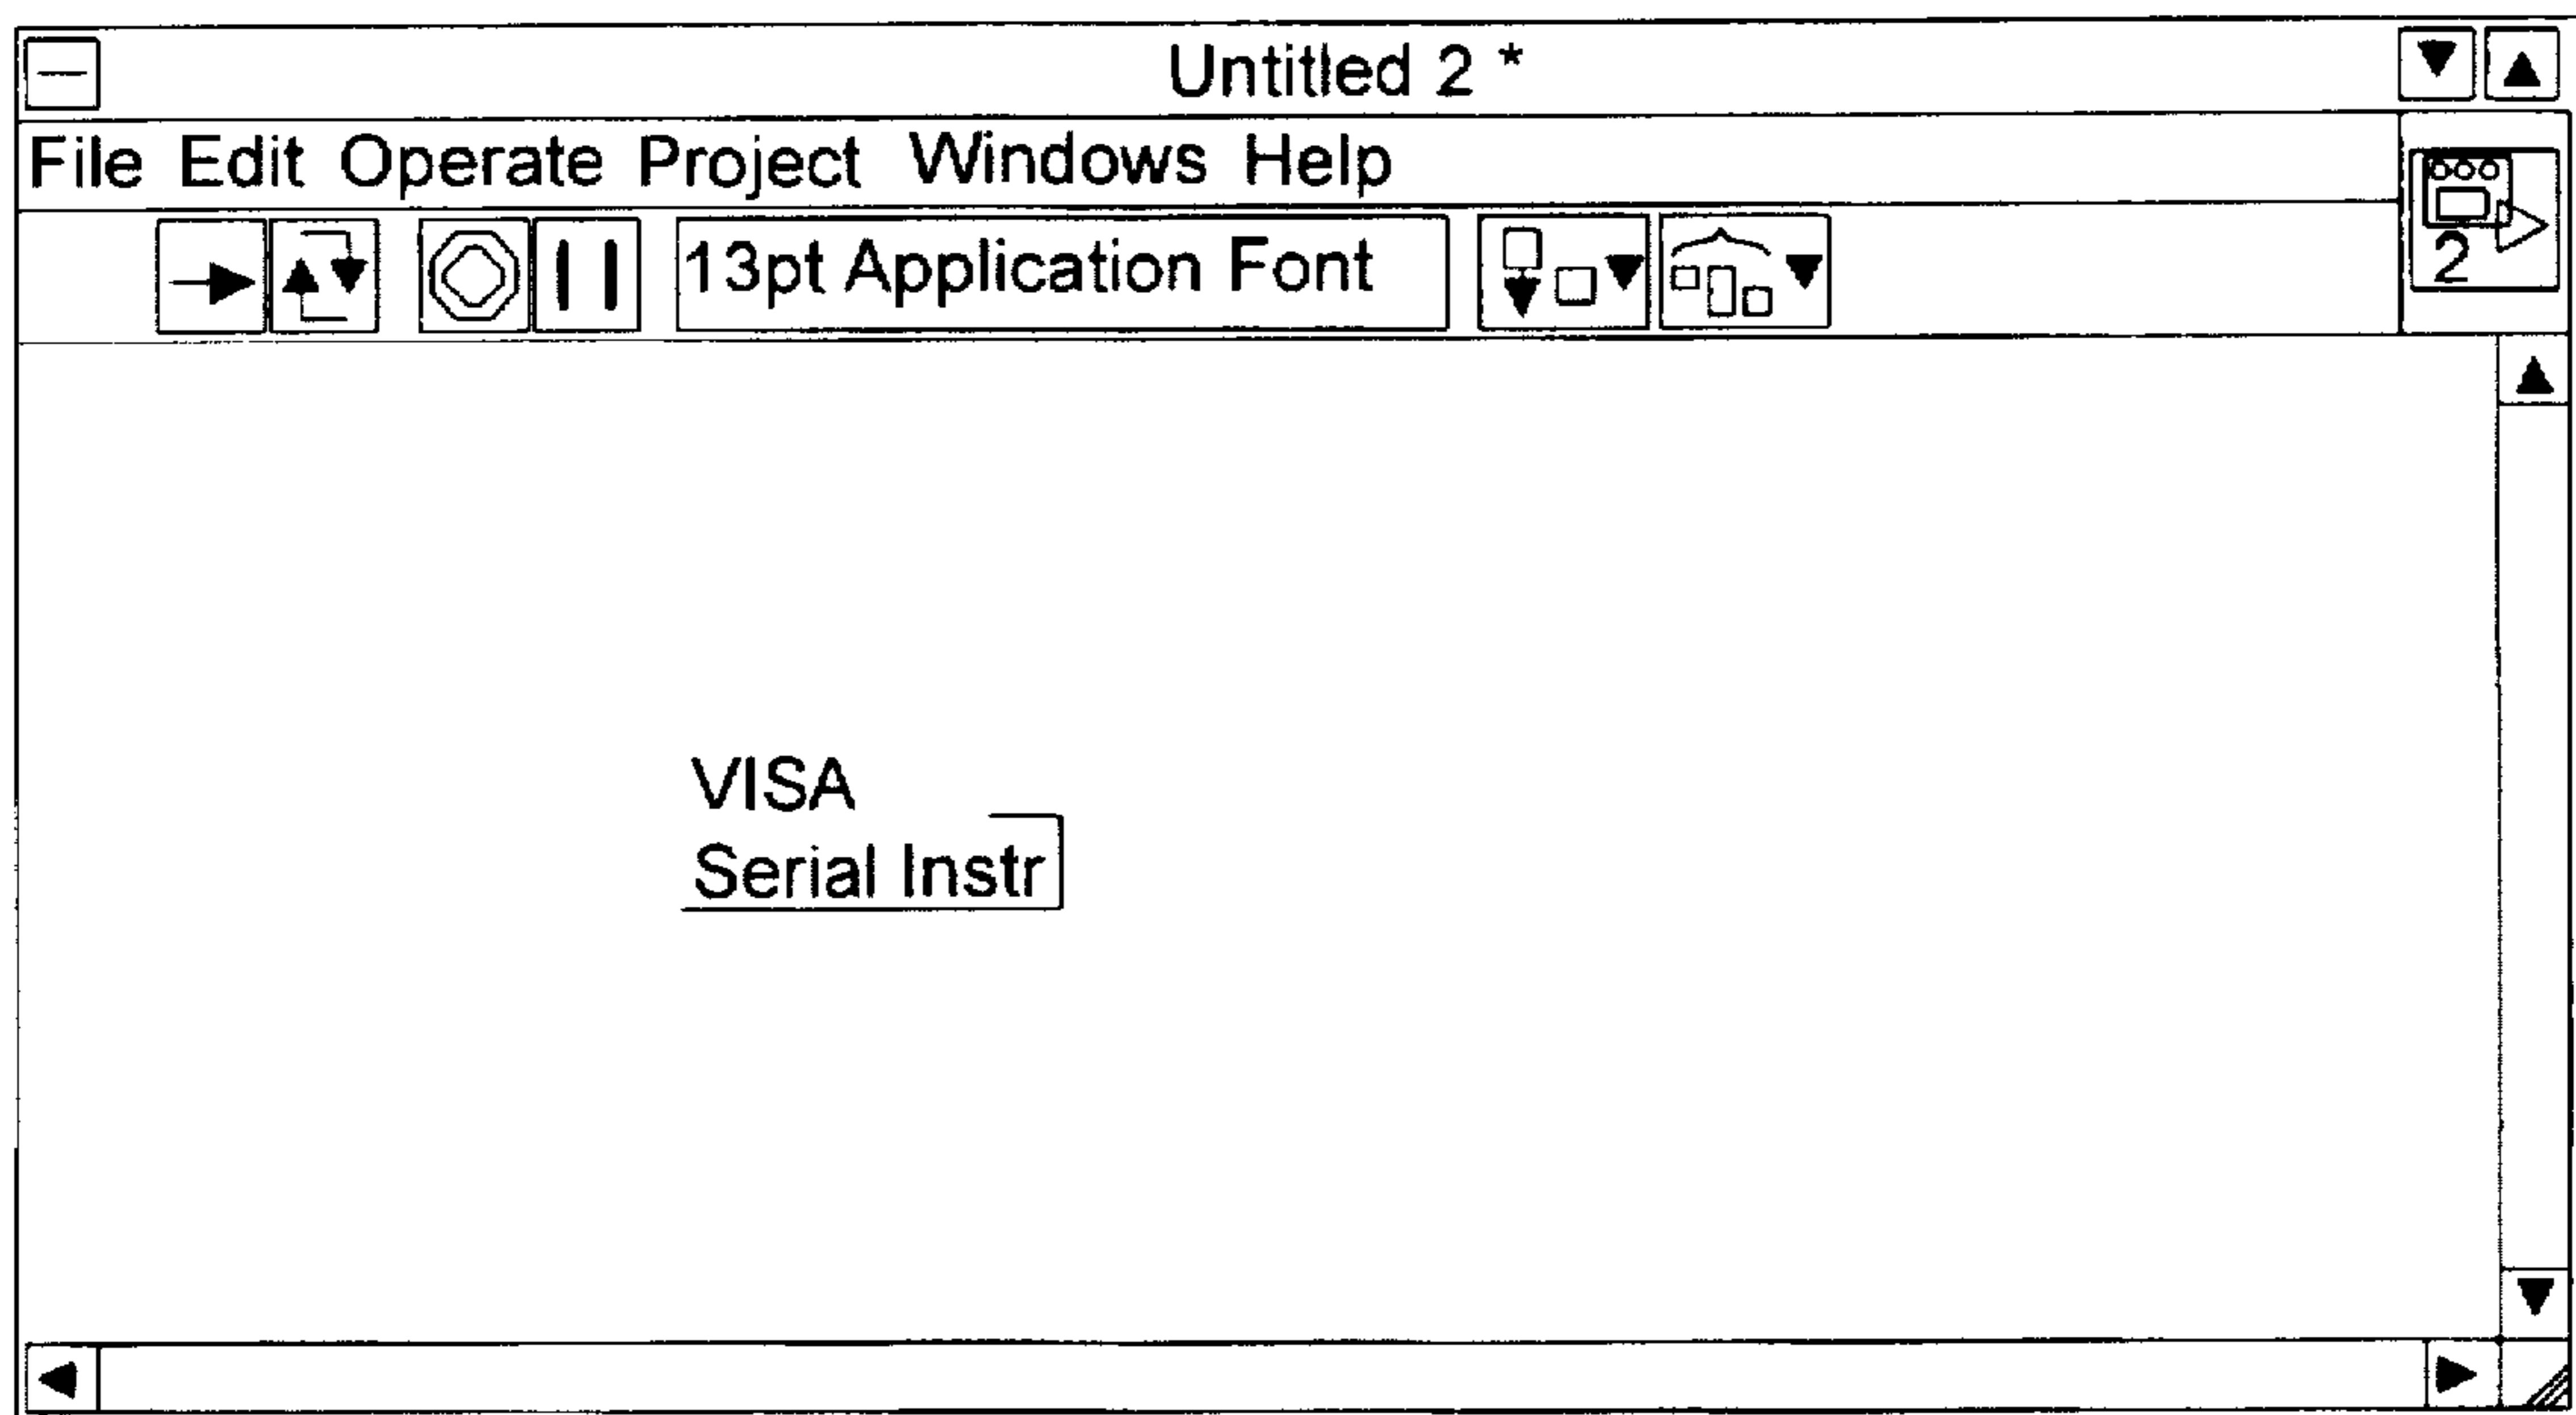 Untitled 2 *
File Edit Operate Project Windows Help
13pt Application Font
2
VISA
Serial Instr